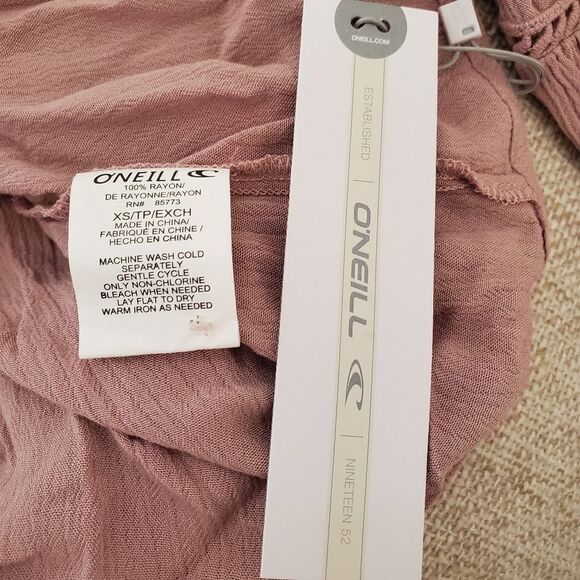 O'NEILL
100% RAYON/
DE RAYONNE/RAYON
RN# 85773
XS/TP/EXCH
MADE IN CHINA/
FABRIQUÉ EN CHINE /
HECHO EN CHINA
MACHINE WASH COLD
SEPARATELY
GENTLE CYCLE
ONLY NON-CHLORINE
BLEACH WHEN NEEDED
LAY FLAT TO DRY
WARM IRON AS NEEDED
ONEILL.COM
ESTABLISHED
O'NEILL
NINETEEN 52